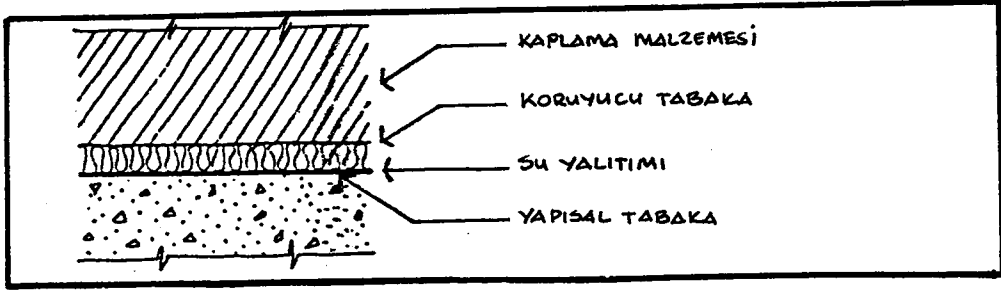 KAPLAMA MALZEMESİ
KORUYUCU TABAKA
SU YALITIMI
YAPISAL TABAKA